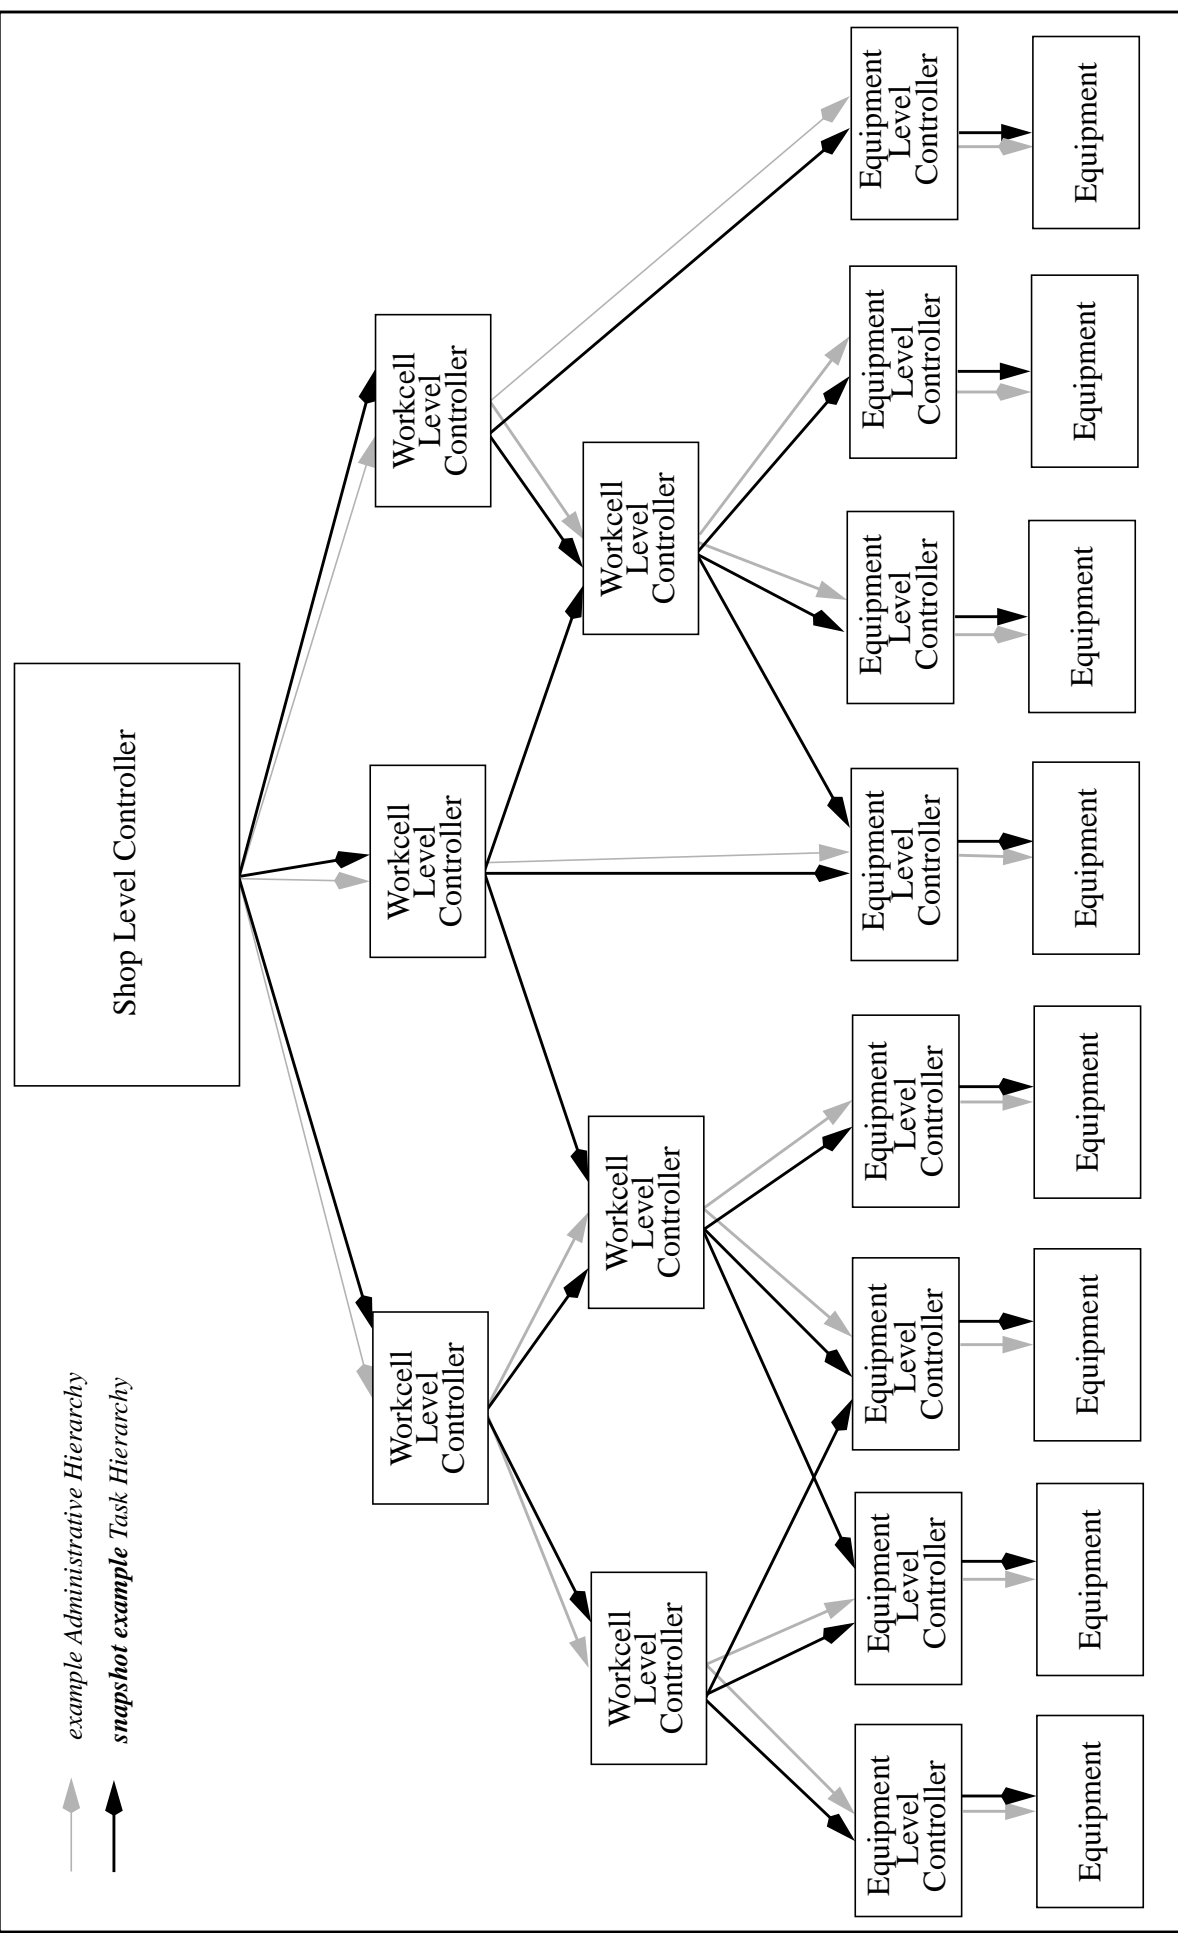 example Administrative Hierarchy
snapshot example Task Hierarchy
Shop Level Controller
Workcell
Level
Controller
Workcell
Level
Controller
Workcell
Level
Controller
Workcell
Level
Controller
Workcell
Level
Controller
Workcell
Level
Controller
Equipment
Level
Controller
Equipment
Level
Controller
Equipment
Level
Controller
Equipment
Level
Controller
Equipment
Level
Controller
Equipment
Level
Controller
Equipment
Level
Controller
Equipment
Level
Controller
Equipment
Equipment
Equipment
Equipment
Equipment
Equipment
Equipment
Equipment